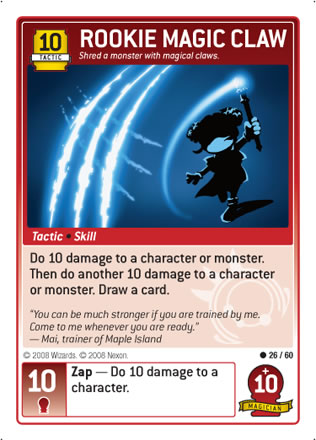 10
TACTIC
ROOKIE MAGIC CLAW
Shred a monster with magical claws.
Tactic • Skill
Do 10 damage to a character or monster.
Then do another 10 damage to a character
or monster. Draw a card.
“You can be much stronger if you are trained by me.
Come to me whenever you are ready.”
— Mai, trainer of Maple Island
© 2008 Wizards. © 2008 Nexon.
● 26 / 60
10
Zap — Do 10 damage to a
character.
+
10
MAGICIAN